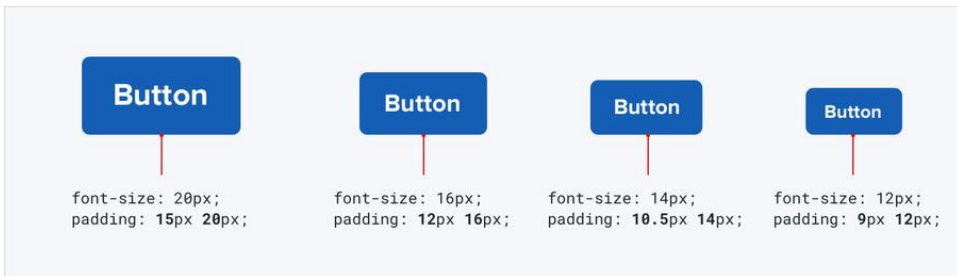 Button
Button
Button
Button
font-size: 20px;
padding: 15px 20px;
font-size: 16px;
padding: 12px 16px;
font-size: 14px;
padding: 10.5px 14px;
font-size: 12px;
padding: 9px 12px;